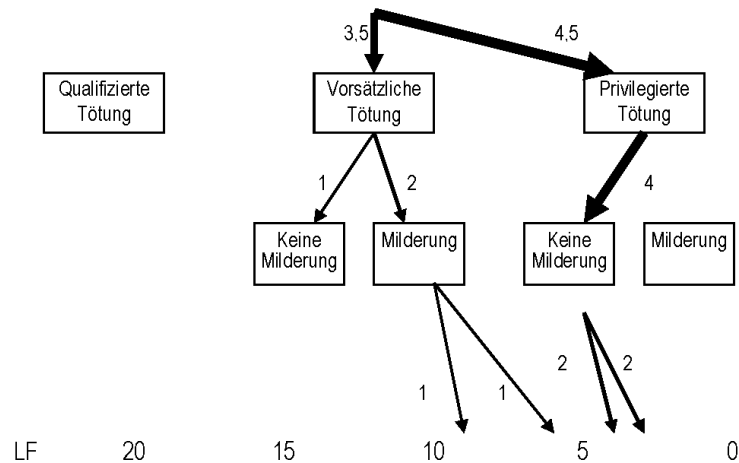 3,5 4,5
Qualifizierte
Tötung
Vorsätzliche
Tötung
Privilegierte
Tötung
1 2 4
Keine
Milderung
Milderung
Keine
Milderung
Milderung
1 1 2 2
LF 20 15 10 5 0